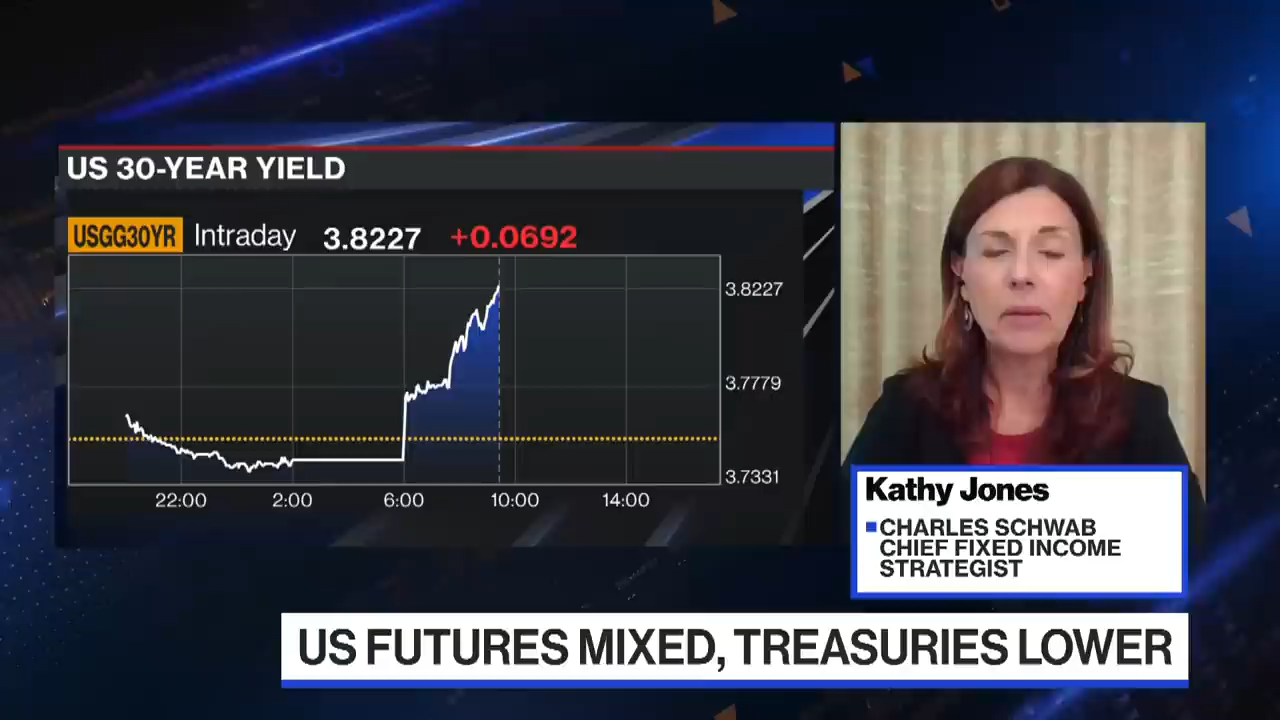 US 30-YEAR YIELD
USGG30YR Intraday 3.8227 +0.0692
3.8227
3.7779
3.7331
22:00 2:00 6:00 10:00 14:00
Kathy Jones
CHARLES SCHWAB
CHIEF FIXED INCOME
STRATEGIST
US FUTURES MIXED, TREASURIES LOWER